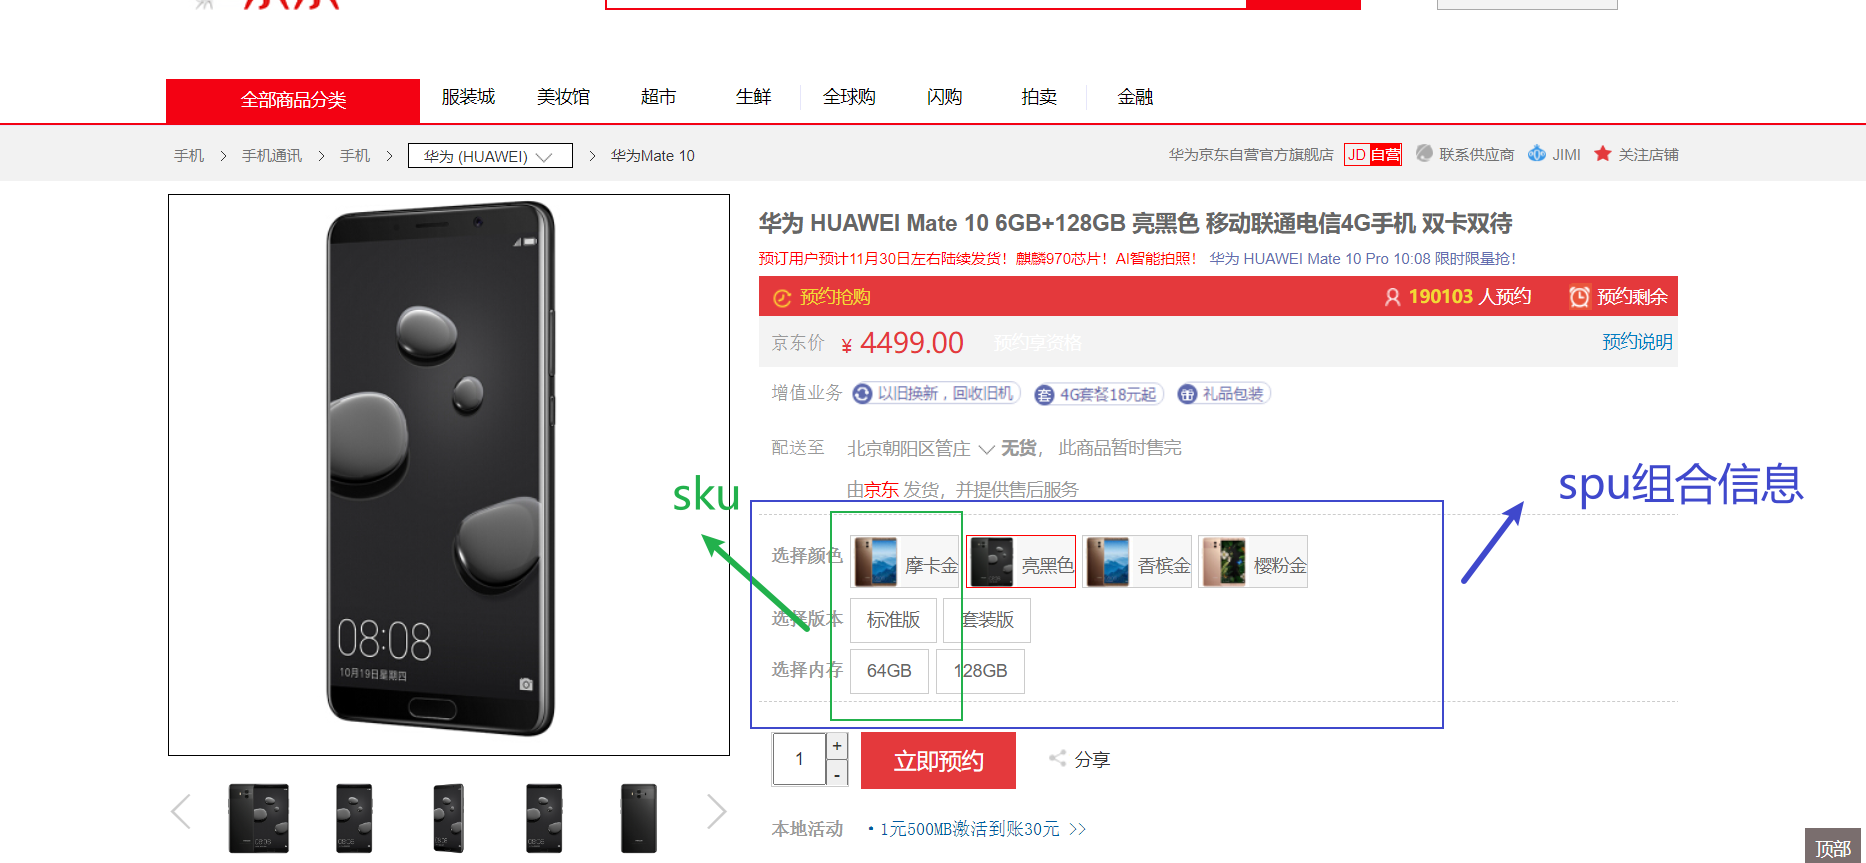 全部商品分类 服装城 美妆馆 超市 生鲜 全球购 闪购 拍卖 金融
手机 > 手机通讯 > 手机 > 华为 (HUAWEI) > 华为Mate 10
华为京东自营官方旗舰店 JD 自营 联系供应商 JIMI 关注店铺
华为 HUAWEI Mate 10 6GB+128GB 亮黑色 移动联通电信4G手机 双卡双待
预订用户预计11月30日左右陆续发货！麒麟970芯片！AI智能拍照！ 华为 HUAWEI Mate 10 Pro 10:08 限时限量抢！
预约抢购 190103 人预约 预约剩余
京东价 ¥ 4499.00 预约享资格 预约说明
增值业务 以旧换新，回收旧机 套 4G套餐18元起 礼品包装
配送至 北京朝阳区管庄 无货， 此商品暂时售完
由京东 发货，并提供售后服务
sku
spu组合信息
选择颜色 摩卡金 亮黑色 香槟金 樱粉金
选择版本 标准版 套装版
选择内存 64GB 128GB
1 + - 立即预约 分享
本地活动 • 1元500MB激活到账30元 >>
08:08
10月19日星期四
顶部